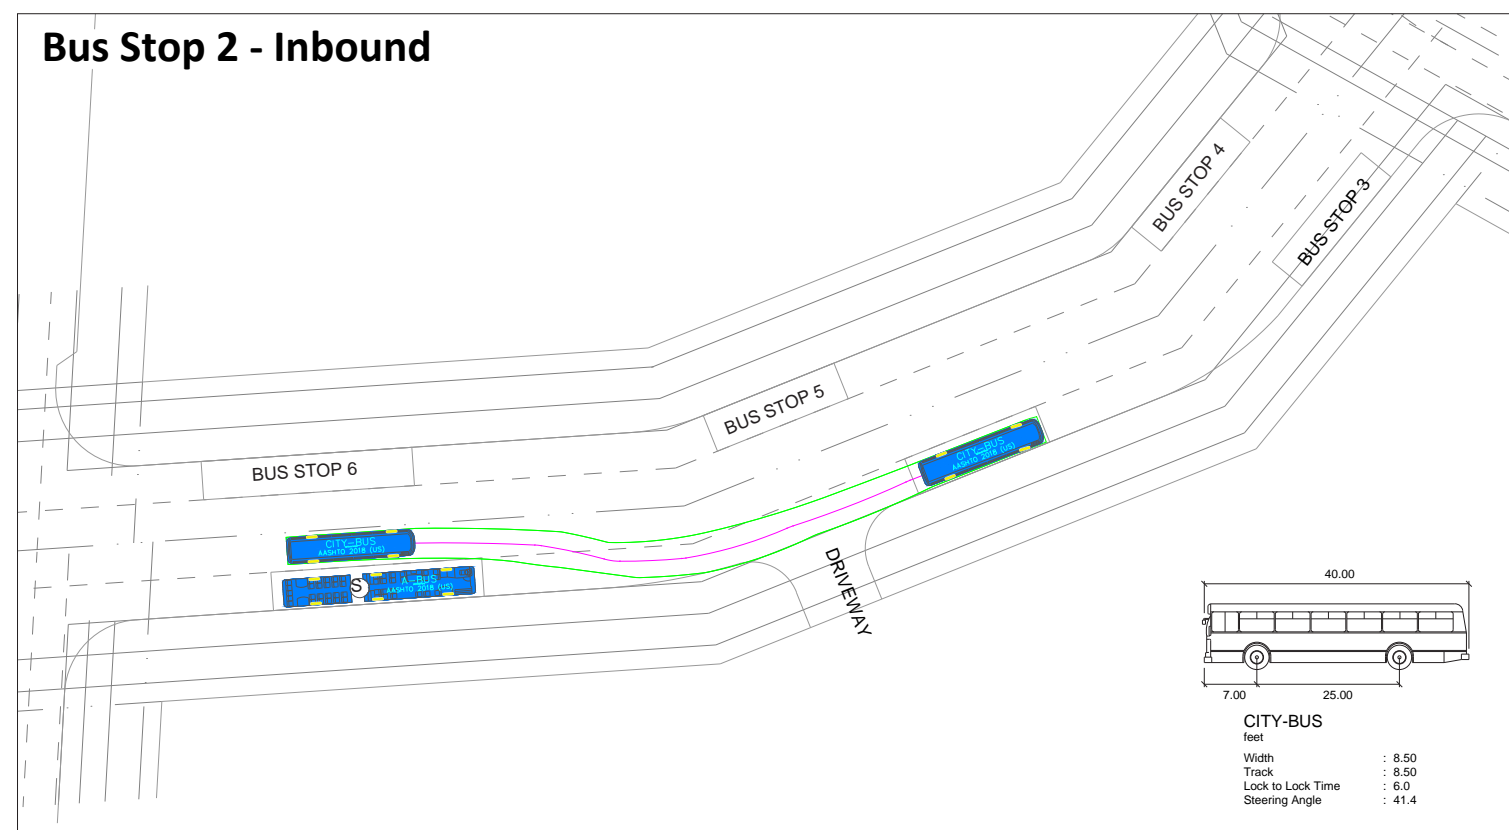 Bus Stop 2 - Inbound
BUS STOP 4
BUS STOP 3
BUS STOP 5
BUS STOP 6
CITY-BUS
AASHTO 2018 (US)
CITY-BUS
AASHTO 2018 (US)
S
A-BUS
AASHTO 2018 (US)
DRIVEWAY
40.00
7.00
25.00
CITY-BUS
feet
Width : 8.50
Track : 8.50
Lock to Lock Time : 6.0
Steering Angle : 41.4